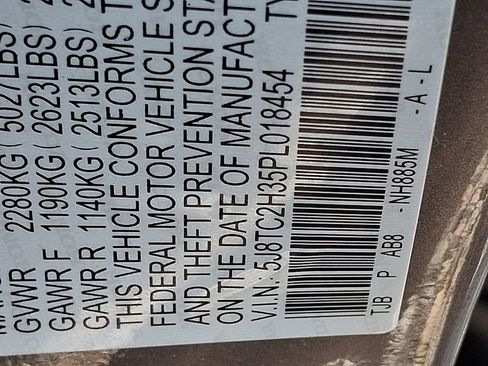 GVWR 2280KG (5027LBS)
GAWR F 1190KG (2623LBS)
GAWR R 1140KG (2513LBS)
THIS VEHICLE CONFORMS T
FEDERAL MOTOR VEHICLE S
AND THEFT PREVENTION STA
ON THE DATE OF MANUFACT
V.I.N.: 5J8TC2H35PL018454 TY
TJB P AB8 - NH885M - A - L